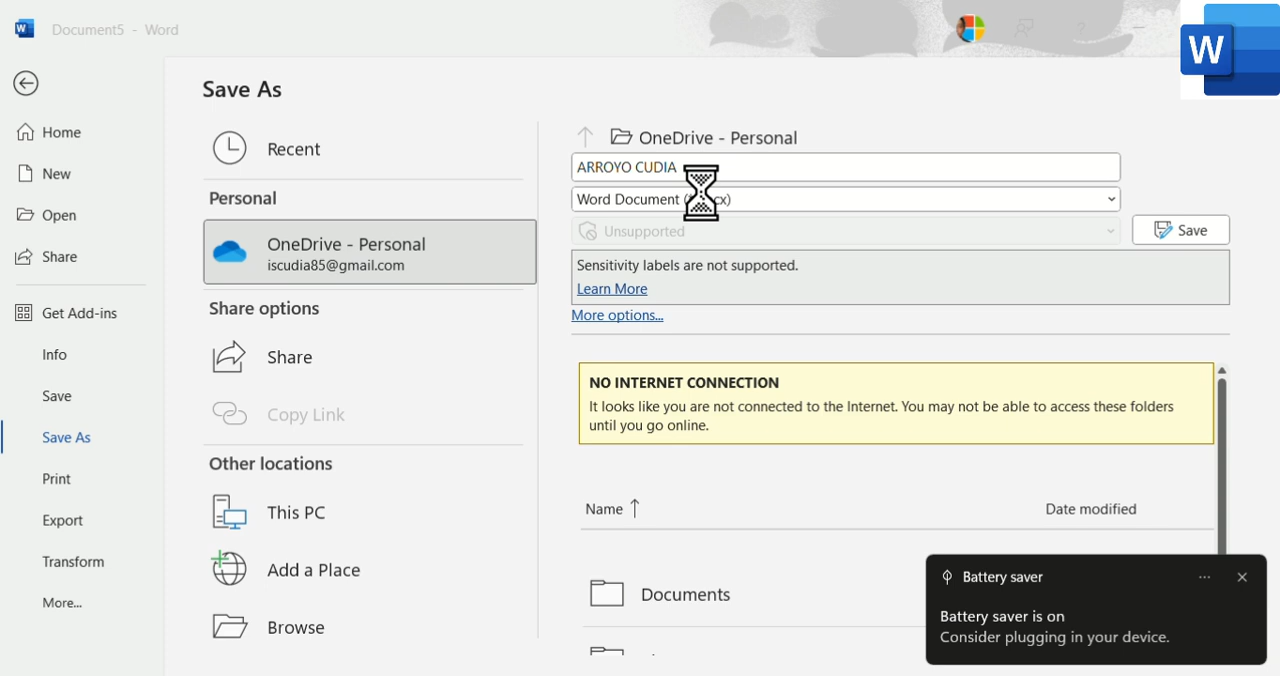 Document5 - Word
Save As
Home
New
Open
Share
Get Add-ins
Info
Save
Save As
Print
Export
Transform
More...
Recent
Personal
OneDrive - Personal
iscudia85@gmail.com
Share options
Share
Copy Link
Other locations
This PC
Add a Place
Browse
OneDrive - Personal
ARROYO CUDIA
Word Document
Unsupported
Save
Sensitivity labels are not supported.
Learn More
More options...
NO INTERNET CONNECTION
It looks like you are not connected to the Internet. You may not be able to access these folders
until you go online.
Name
Date modified
Documents
Battery saver
Battery saver is on
Consider plugging in your device.
W
W